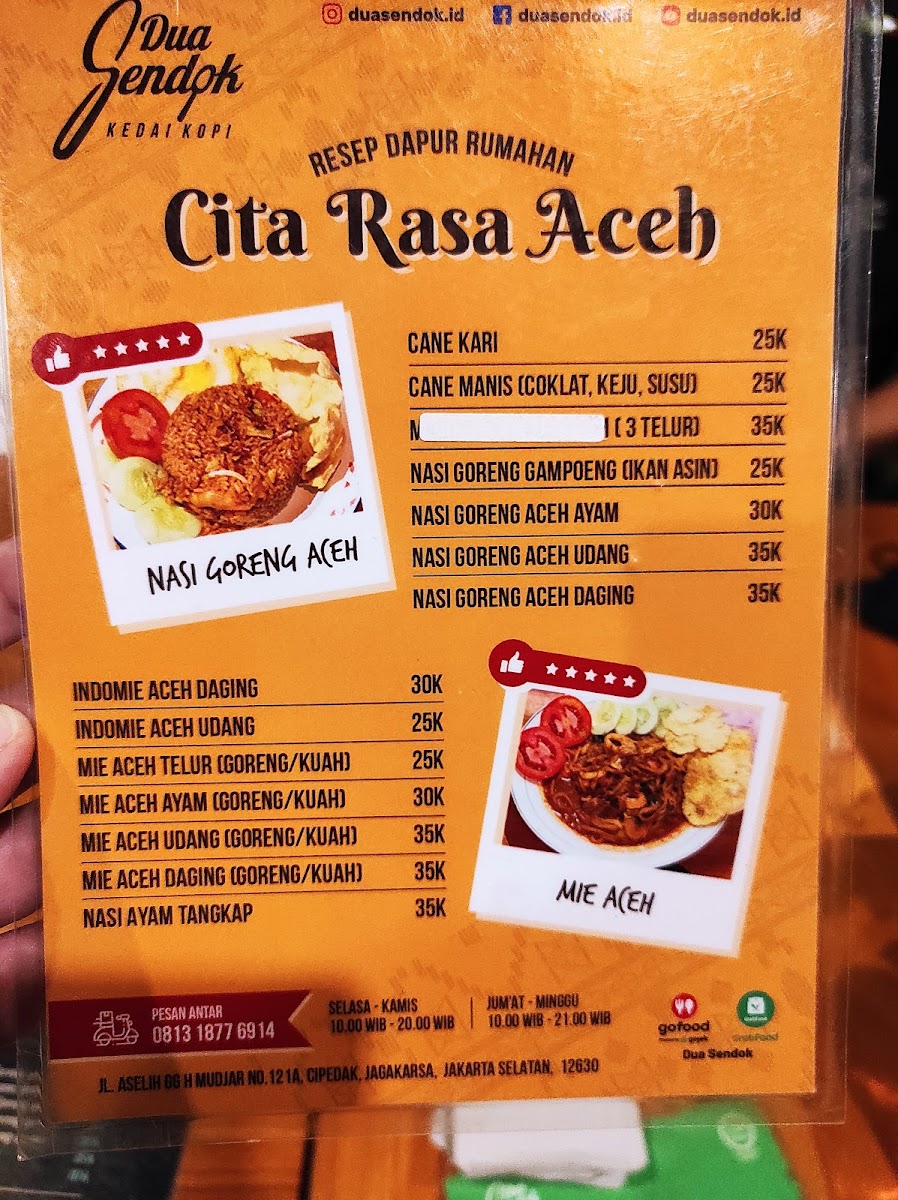 duasendok.id duasendok.id duasendok.id
Dua
Sendok
KEDAI KOPI
RESEP DAPUR RUMAHAN
Cita Rasa Aceh
CANE KARI 25K
CANE MANIS (COKLAT, KEJU, SUSU) 25K
( 3 TELUR) 35K
NASI GORENG GAMPOENG (IKAN ASIN) 25K
NASI GORENG ACEH AYAM 30K
NASI GORENG ACEH UDANG 35K
NASI GORENG ACEH DAGING 35K
NASI GORENG ACEH
INDOMIE ACEH DAGING 30K
INDOMIE ACEH UDANG 25K
MIE ACEH TELUR (GORENG/KUAH) 25K
MIE ACEH AYAM (GORENG/KUAH) 30K
MIE ACEH UDANG (GORENG/KUAH) 35K
MIE ACEH DAGING (GORENG/KUAH) 35K
NASI AYAM TANGKAP 35K
MIE ACEH
PESAN ANTAR
0813 1877 6914
SELASA - KAMIS
10.00 WIB - 20.00 WIB
JUM'AT - MINGGU
10.00 WIB - 21.00 WIB
gofood
GrabFood
Dua Sendok
JL. ASELIH GG H MUDJAR NO.121A, CIPEDAK, JAGAKARSA, JAKARTA SELATAN, 12630